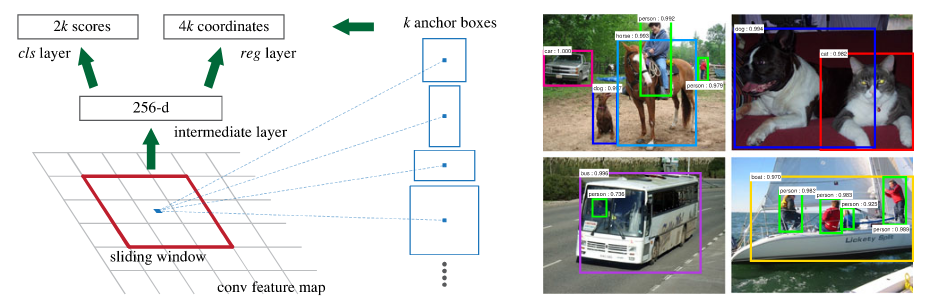 2k scores
4k coordinates
k anchor boxes
cls layer
reg layer
256-d
intermediate layer
sliding window
conv feature map
person : 0.992
horse : 0.993
car : 1.000
dog : 0.997
person : 0.979
dog : 0.994
cat : 0.982
bus : 0.996
person : 0.736
boat : 0.970
person : 0.983
person : 0.925
person : 0.989
Lickety Split